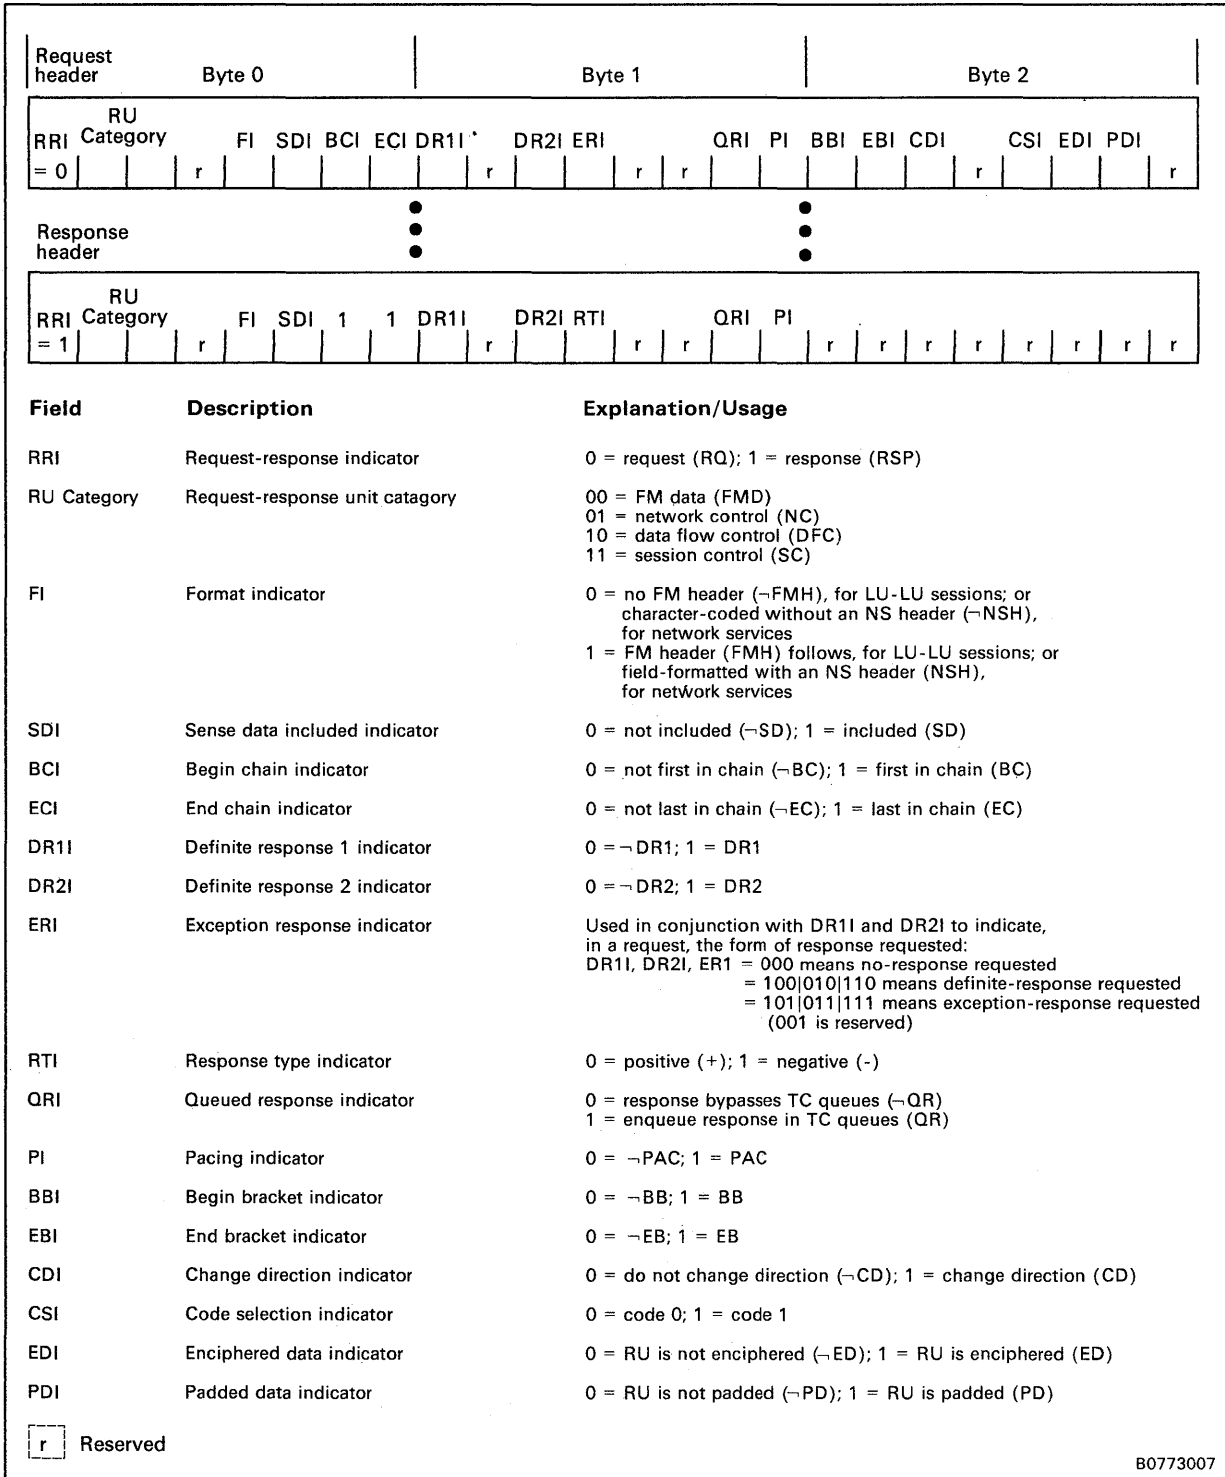 Request
header Byte 0 Byte 1 Byte 2
RU
RRI Category FI SDI BCI ECI DR1I DR2I ERI QRI PI BBI EBI CDI CSI EDI PDI
= 0 r r r r r r
Response
header
RU
RRI Category FI SDI 1 1 DR1I DR2I RTI QRI PI
= 1 r r r r r r r r r r r r
Field Description Explanation/Usage
RRI Request-response indicator 0 = request (RQ); 1 = response (RSP)
RU Category Request-response unit catagory 00 = FM data (FMD)
01 = network control (NC)
10 = data flow control (DFC)
11 = session control (SC)
FI Format indicator 0 = no FM header (¬FMH), for LU-LU sessions; or
character-coded without an NS header (¬NSH),
for network services
1 = FM header (FMH) follows, for LU-LU sessions; or
field-formatted with an NS header (NSH),
for network services
SDI Sense data included indicator 0 = not included (¬SD); 1 = included (SD)
BCI Begin chain indicator 0 = not first in chain (¬BC); 1 = first in chain (BC)
ECI End chain indicator 0 = not last in chain (¬EC); 1 = last in chain (EC)
DR1I Definite response 1 indicator 0 =¬DR1; 1 = DR1
DR2I Definite response 2 indicator 0 =¬DR2; 1 = DR2
ERI Exception response indicator Used in conjunction with DR1I and DR2I to indicate,
in a request, the form of response requested:
DR1I, DR2I, ER1 = 000 means no-response requested
= 100|010|110 means definite-response requested
= 101|011|111 means exception-response requested
(001 is reserved)
RTI Response type indicator 0 = positive (+); 1 = negative (-)
QRI Queued response indicator 0 = response bypasses TC queues (¬QR)
1 = enqueue response in TC queues (QR)
PI Pacing indicator 0 = ¬PAC; 1 = PAC
BBI Begin bracket indicator 0 = ¬BB; 1 = BB
EBI End bracket indicator 0 = ¬EB; 1 = EB
CDI Change direction indicator 0 = do not change direction (¬CD); 1 = change direction (CD)
CSI Code selection indicator 0 = code 0; 1 = code 1
EDI Enciphered data indicator 0 = RU is not enciphered (¬ED); 1 = RU is enciphered (ED)
PDI Padded data indicator 0 = RU is not padded (¬PD); 1 = RU is padded (PD)
r Reserved
B0773007